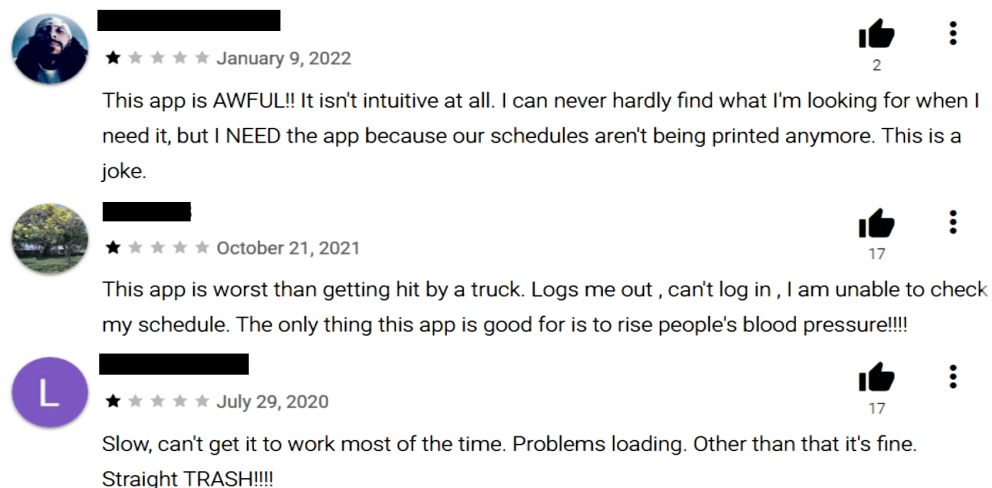 January 9, 2022
2
This app is AWFUL!! It isn't intuitive at all. I can never hardly find what I'm looking for when I
need it, but I NEED the app because our schedules aren't being printed anymore. This is a
joke.
October 21, 2021
17
This app is worst than getting hit by a truck. Logs me out , can't log in , I am unable to check
my schedule. The only thing this app is good for is to rise people's blood pressure!!!!
L
July 29, 2020
17
Slow, can't get it to work most of the time. Problems loading. Other than that it's fine.
Straight TRASH!!!!